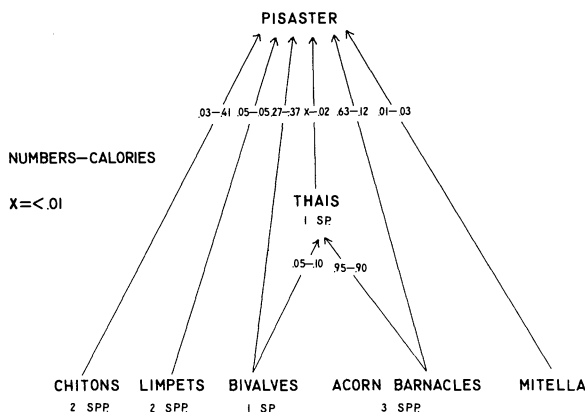 PISASTER
.03–.41 .05–.05 .27–.37 X–.02 .63–.12 .01–.03
NUMBERS–CALORIES
X=<.01
THAIS
1 SP.
.05–.10 .95–.90
CHITONS LIMPETS BIVALVES ACORN BARNACLES MITELLA
2 SPP. 2 SPP. 1 SP. 3 SPP.